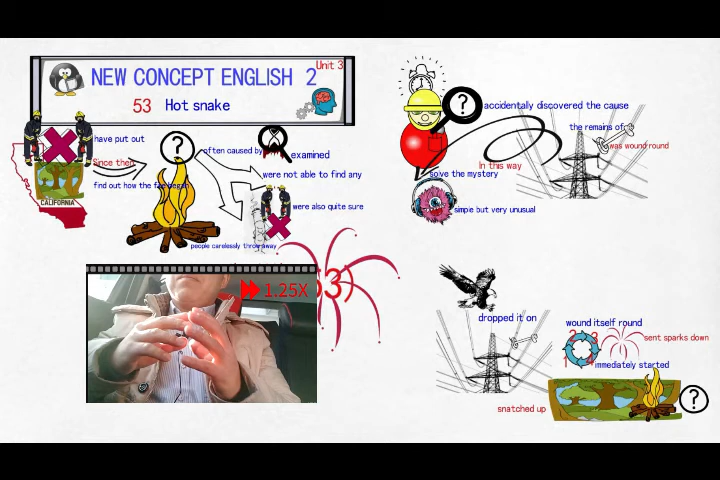 Unit 3
NEW CONCEPT ENGLISH 2
53 Hot snake
have put out
Since then
find out how the fire began
CALIFORNIA
?
often caused by
examined
were not able to find any
were also quite sure
people carelessly throw away
53)
1.25X
?
accidentally discovered the cause
the remains of
was wound round
In this way
solve the mystery
simple but very unusual
dropped it on
wound itself round
sent sparks down
immediately started
snatched up
?